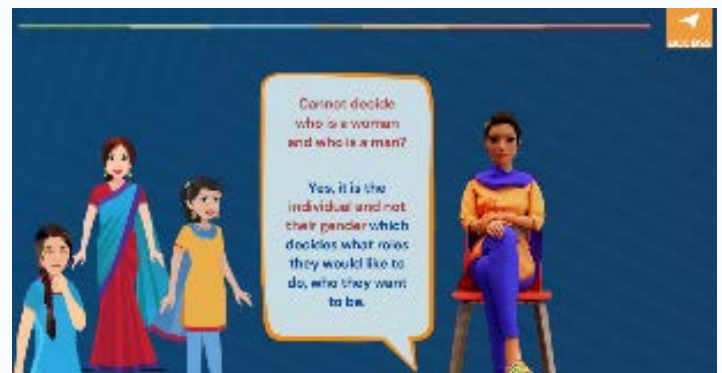 Cannot decide
who is a woman
and who is a man?
Yes, it is the
individual and not
their gender which
decides what roles
they would like to
do, who they want
to be.